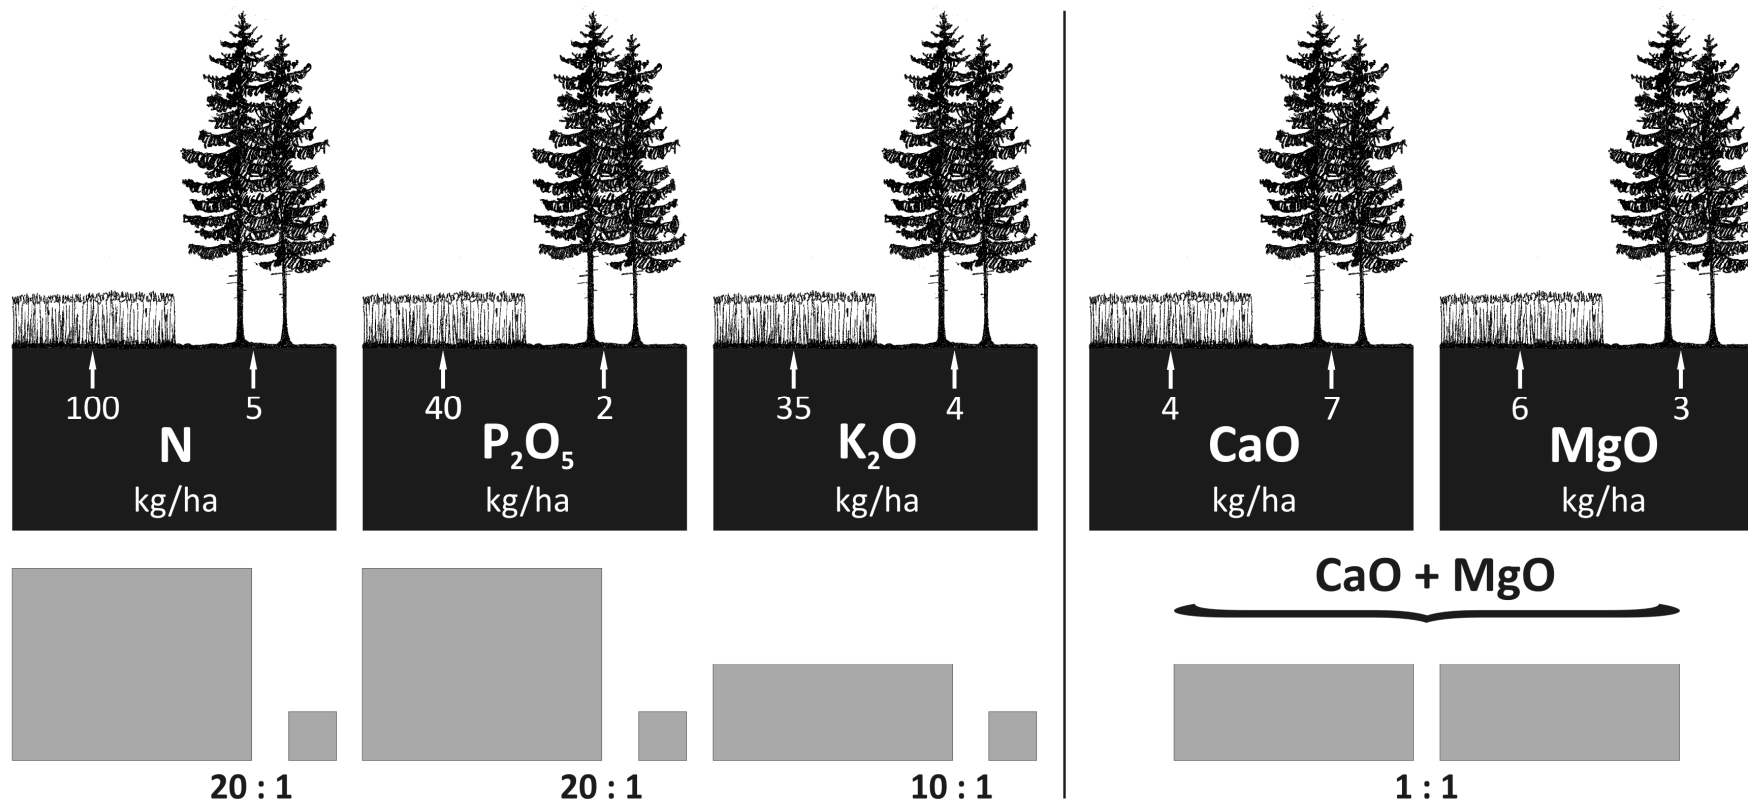 100 5
N
kg/ha
20 : 1
40 2
P₂O₅
kg/ha
20 : 1
35 4
K₂O
kg/ha
10 : 1
4 7
CaO
kg/ha
6 3
MgO
kg/ha
CaO + MgO
1 : 1